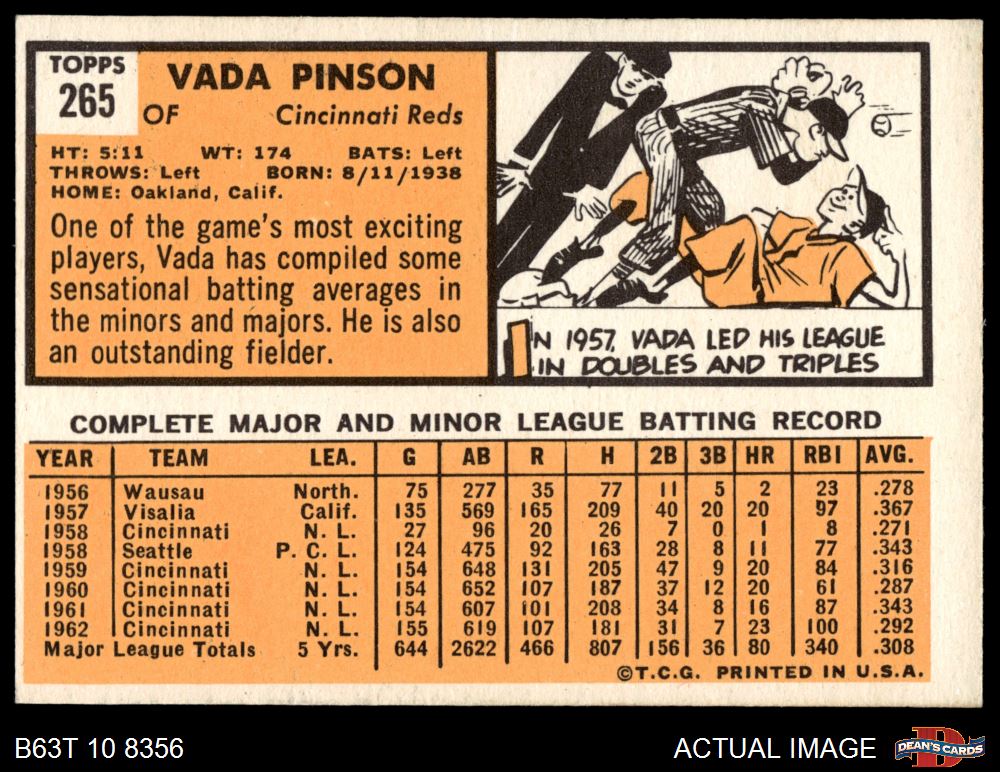 TOPPS
265
VADA PINSON
OF Cincinnati Reds
HT: 5:11 WT: 174 BATS: Left
THROWS: Left BORN: 8/11/1938
HOME: Oakland, Calif.
One of the game's most exciting
players, Vada has compiled some
sensational batting averages in
the minors and majors. He is also
an outstanding fielder.
IN 1957, VADA LED HIS LEAGUE
IN DOUBLES AND TRIPLES
COMPLETE MAJOR AND MINOR LEAGUE BATTING RECORD
YEAR TEAM LEA. G AB R H 2B 3B HR RBI AVG.
1956 Wausau North. 75 277 35 77 11 5 2 23 .278
1957 Visalia Calif. 135 569 165 209 40 20 20 97 .367
1958 Cincinnati N. L. 27 96 20 26 7 0 1 8 .271
1958 Seattle P. C. L. 124 475 92 163 28 8 11 77 .343
1959 Cincinnati N. L. 154 648 131 205 47 9 20 84 .316
1960 Cincinnati N. L. 154 652 107 187 37 12 20 61 .287
1961 Cincinnati N. L. 154 607 101 208 34 8 16 87 .343
1962 Cincinnati N. L. 155 619 107 181 31 7 23 100 .292
Major League Totals 5 Yrs. 644 2622 466 807 156 36 80 340 .308
©T.C.G. PRINTED IN U.S.A.
B63T 10 8356 ACTUAL IMAGE DEAN'S CARDS